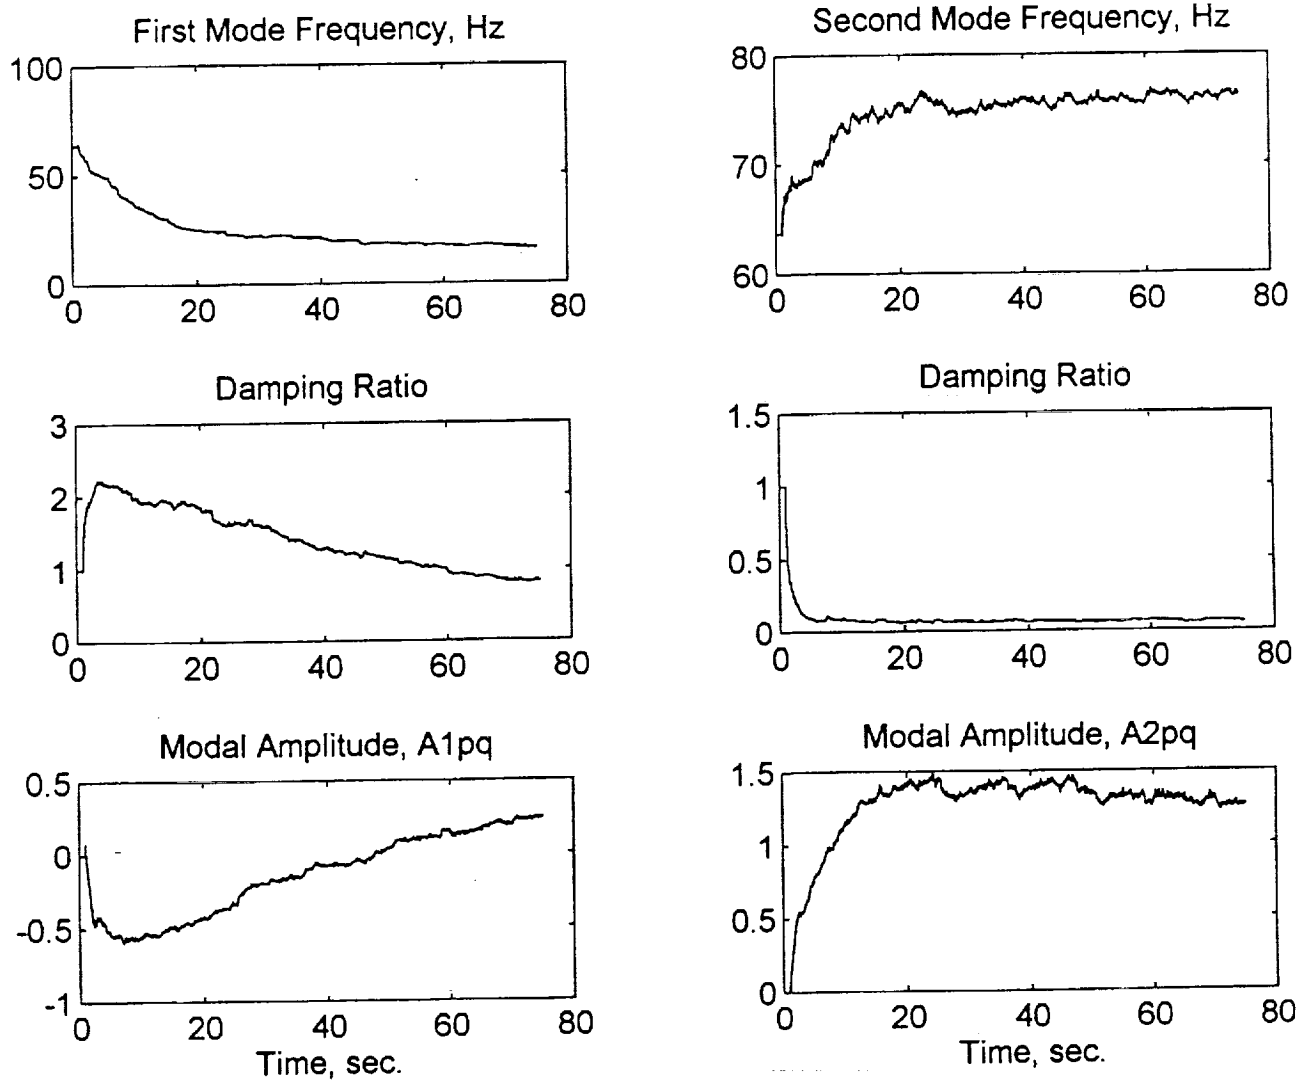 First Mode Frequency, Hz
100
50
0
0 20 40 60 80
Second Mode Frequency, Hz
80
70
60
0 20 40 60 80
Damping Ratio
3
2
1
0
0 20 40 60 80
Damping Ratio
1.5
1
0.5
0
0 20 40 60 80
Modal Amplitude, A1pq
0.5
0
-0.5
-1
0 20 40 60 80
Time, sec.
Modal Amplitude, A2pq
1.5
1
0.5
0
0 20 40 60 80
Time, sec.